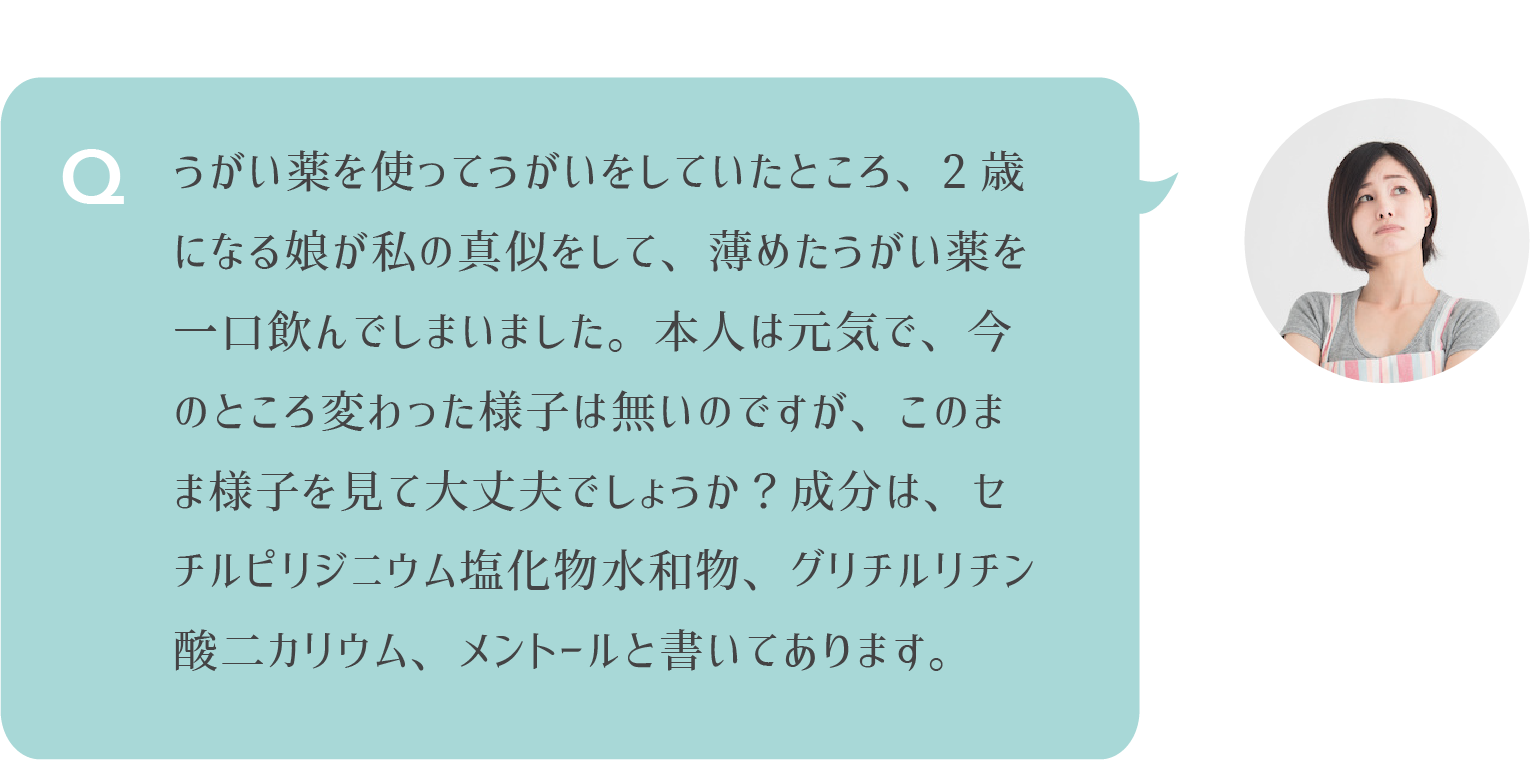 Q
うがい薬を使ってうがいをしていたところ、2 歳
になる娘が私の真似をして、薄めたうがい薬を
一口飲んでしまいました。本人は元気で、今
のところ変わった様子は無いのですが、このま
ま様子を見て大丈夫でしょうか？成分は、セ
チルピリジニウム塩化物水和物、グリチルリチン
酸二カリウム、メントールと書いてあります。